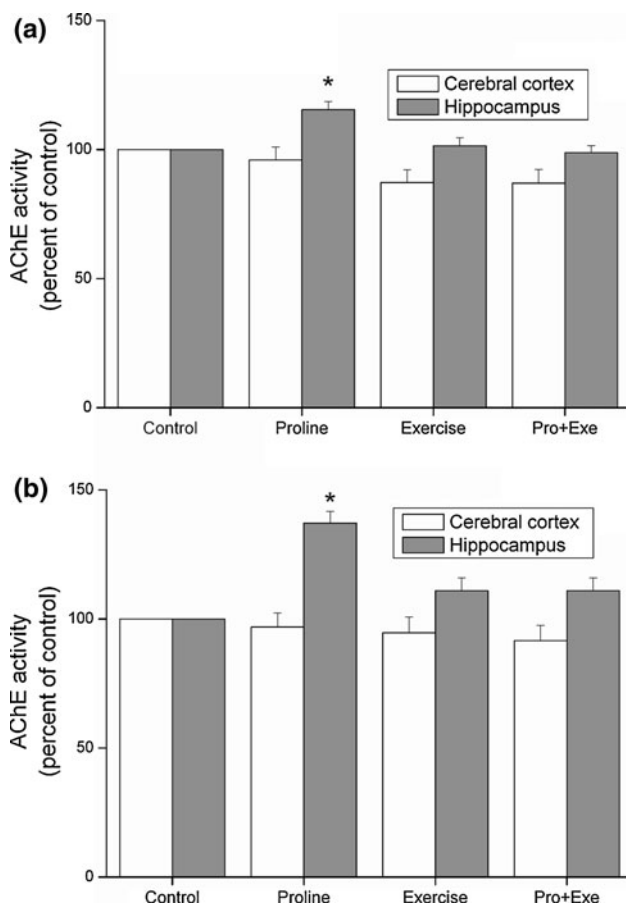 (a)
150
*
Cerebral cortex
Hippocampus
100
AChE activity
(percent of control)
50
0
Control Proline Exercise Pro+Exe
(b)
150
*
Cerebral cortex
Hippocampus
100
AChE activity
(percent of control)
50
0
Control Proline Exercise Pro+Exe